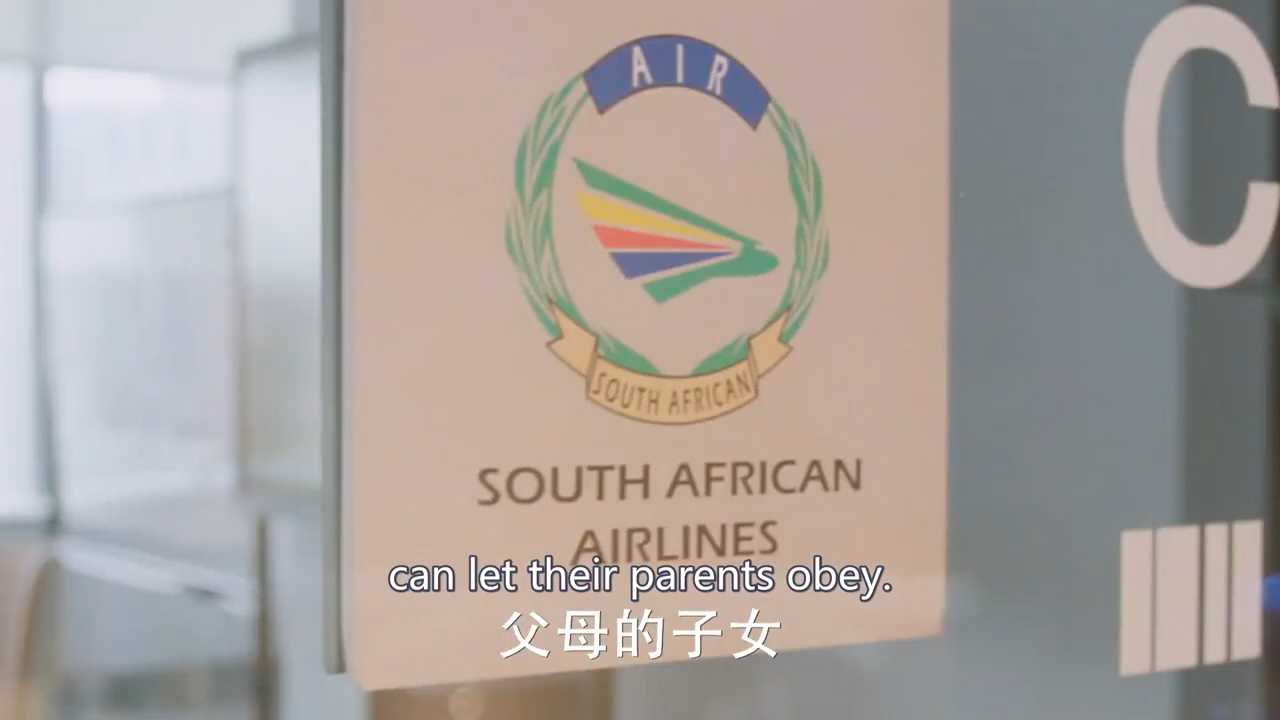 AIR
SOUTH AFRICAN
SOUTH AFRICAN
AIRLINES
C
can let their parents obey.
父母的子女